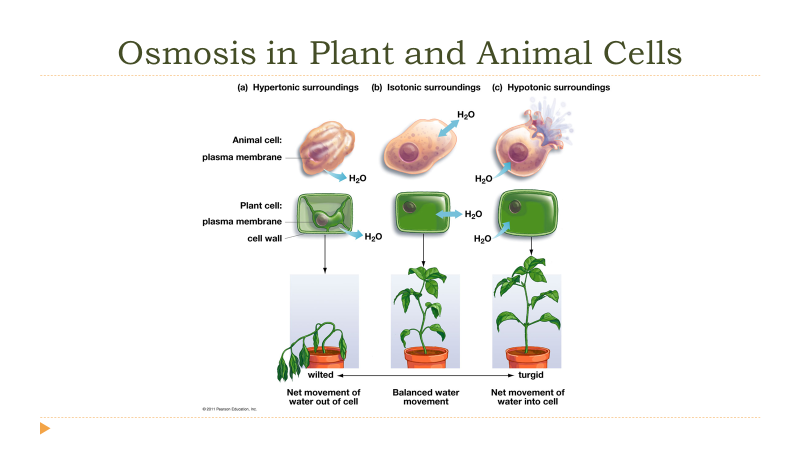 Osmosis in Plant and Animal Cells
(a) Hypertonic surroundings
(b) Isotonic surroundings
(c) Hypotonic surroundings
H₂O
Animal cell:
plasma membrane
H₂O
H₂O
Plant cell:
plasma membrane
cell wall
H₂O
H₂O
H₂O
wilted
turgid
Net movement of
water out of cell
Balanced water
movement
Net movement of
water into cell
© 2011 Pearson Education, Inc.